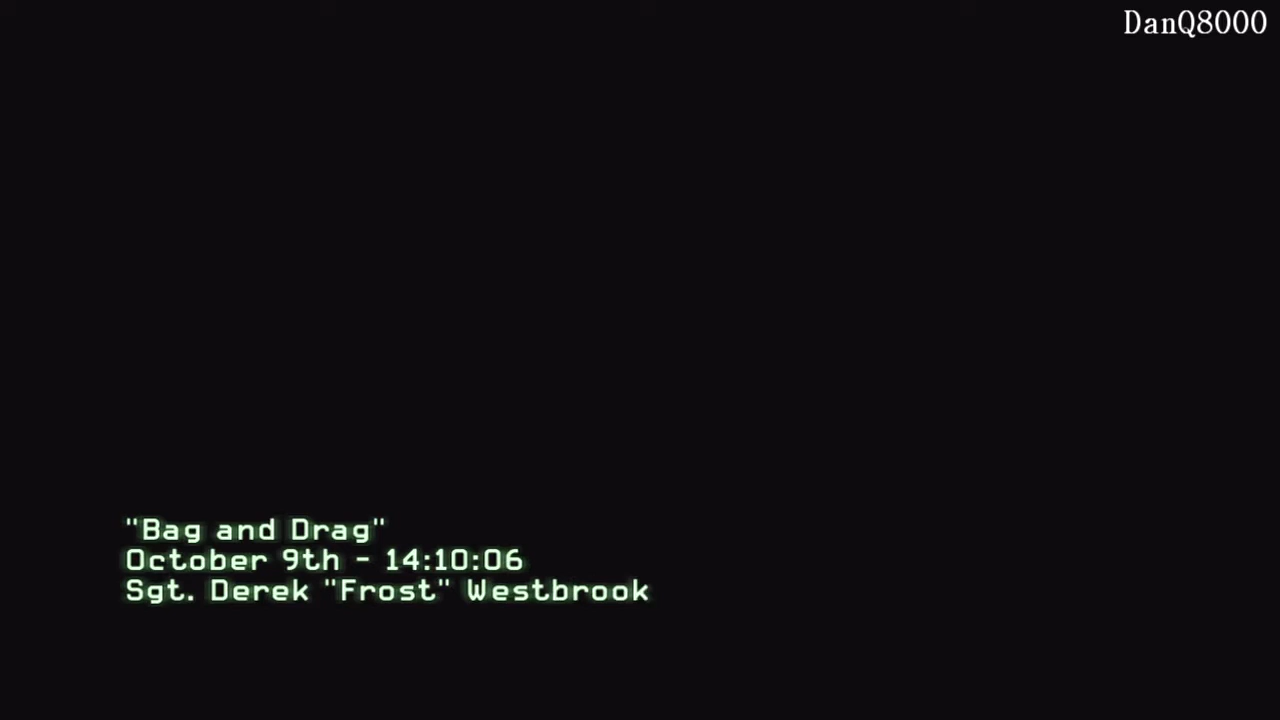 DanQ8000
"Bag and Drag"
October 9th - 14:10:06
Sgt. Derek "Frost" Westbrook